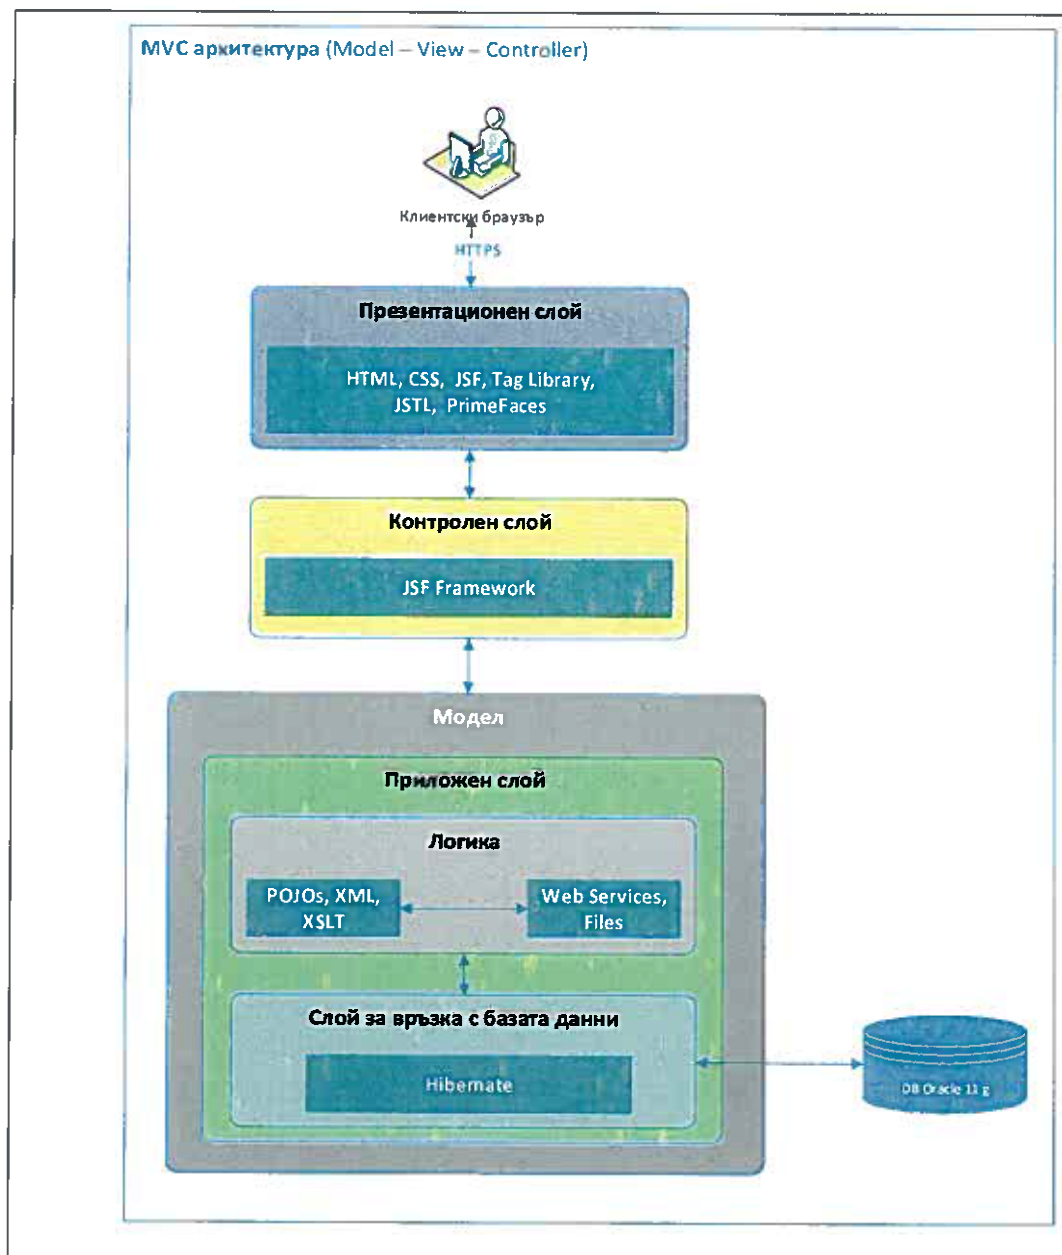 MVC архитектура (Model – View – Controller)
Клиентски браузър
HTTPS
Презентационен слой
HTML, CSS, JSF, Tag Library,
JSTL, PrimeFaces
Контролен слой
JSF Framework
Модел
Приложен слой
Логика
POJOs, XML,
XSLT
Web Services,
Files
Слой за връзка с базата данни
Hibernate
DB Oracle 11 g